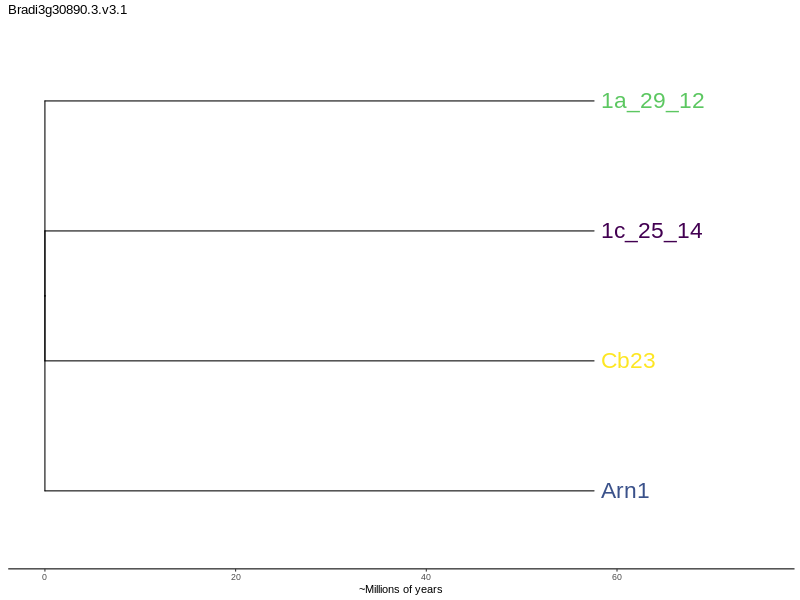 Bradi3g30890.3.v3.1
1a_29_12
1c_25_14
Cb23
Arn1
0 20 40 60
~Millions of years